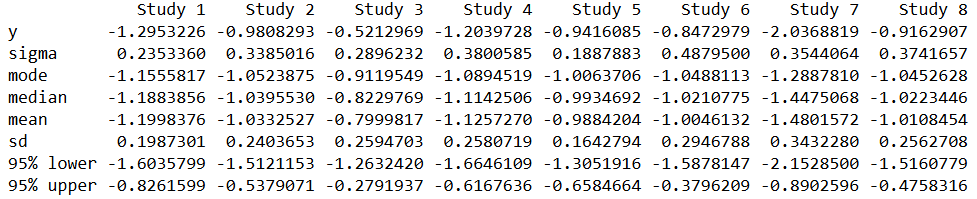 Study 1 Study 2 Study 3 Study 4 Study 5 Study 6 Study 7 Study 8
y -1.2953226 -0.9808293 -0.5212969 -1.2039728 -0.9416085 -0.8472979 -2.0368819 -0.9162907
sigma 0.2353360 0.3385016 0.2896232 0.3800585 0.1887883 0.4879500 0.3544064 0.3741657
mode -1.1555817 -1.0523875 -0.9119549 -1.0894519 -1.0063706 -1.0488113 -1.2887810 -1.0452628
median -1.1883856 -1.0395530 -0.8229769 -1.1142506 -0.9934692 -1.0210775 -1.4475068 -1.0223446
mean -1.1998376 -1.0332527 -0.7999817 -1.1257270 -0.9884204 -1.0046132 -1.4801572 -1.0108454
sd 0.1987301 0.2403653 0.2594703 0.2580719 0.1642794 0.2946788 0.3432280 0.2562708
95% lower -1.6035799 -1.5121153 -1.2632420 -1.6646109 -1.3051916 -1.5878147 -2.1528500 -1.5160779
95% upper -0.8261599 -0.5379071 -0.2791937 -0.6167636 -0.6584664 -0.3796209 -0.8902596 -0.4758316